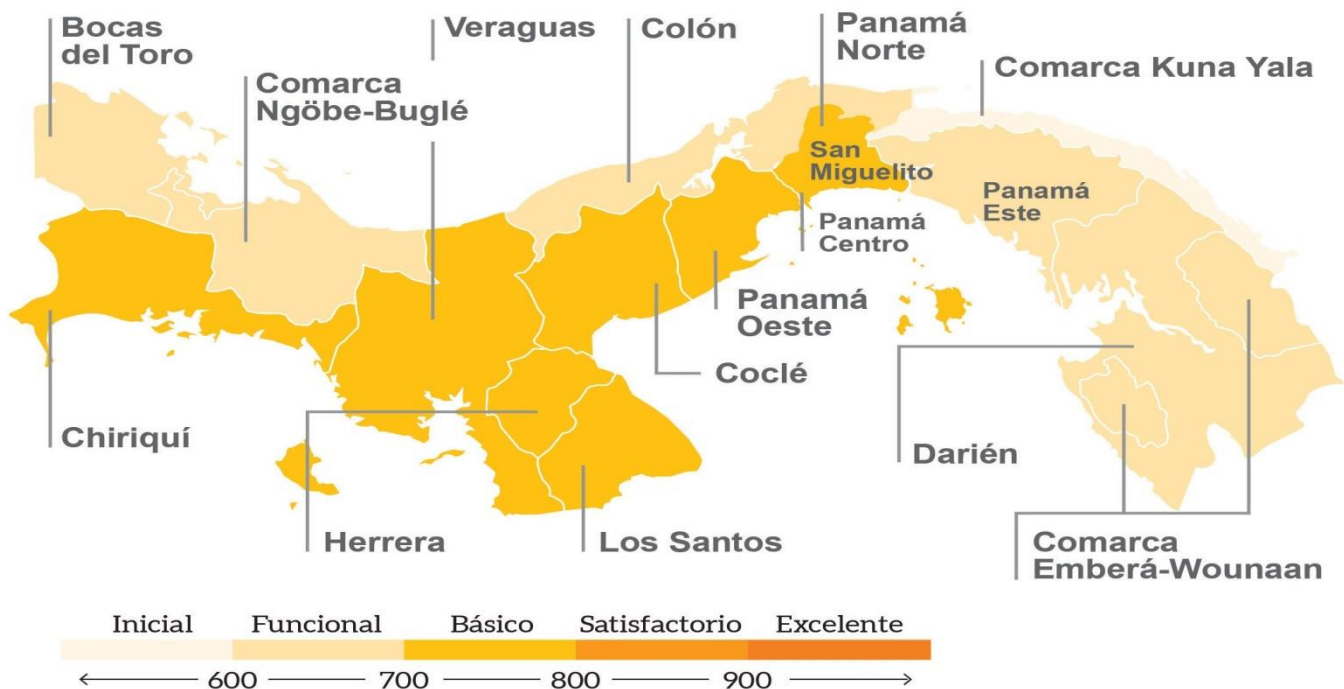 Bocas
del Toro
Veraguas
Colón
Panamá
Norte
Comarca Kuna Yala
Comarca
Ngöbe-Buglé
San
Miguelito
Panamá
Este
Panamá
Centro
Panamá
Oeste
Coclé
Chiriquí
Darién
Herrera
Los Santos
Comarca
Emberá-Wounaan
Inicial Funcional Básico Satisfactorio Excelente
600 700 800 900